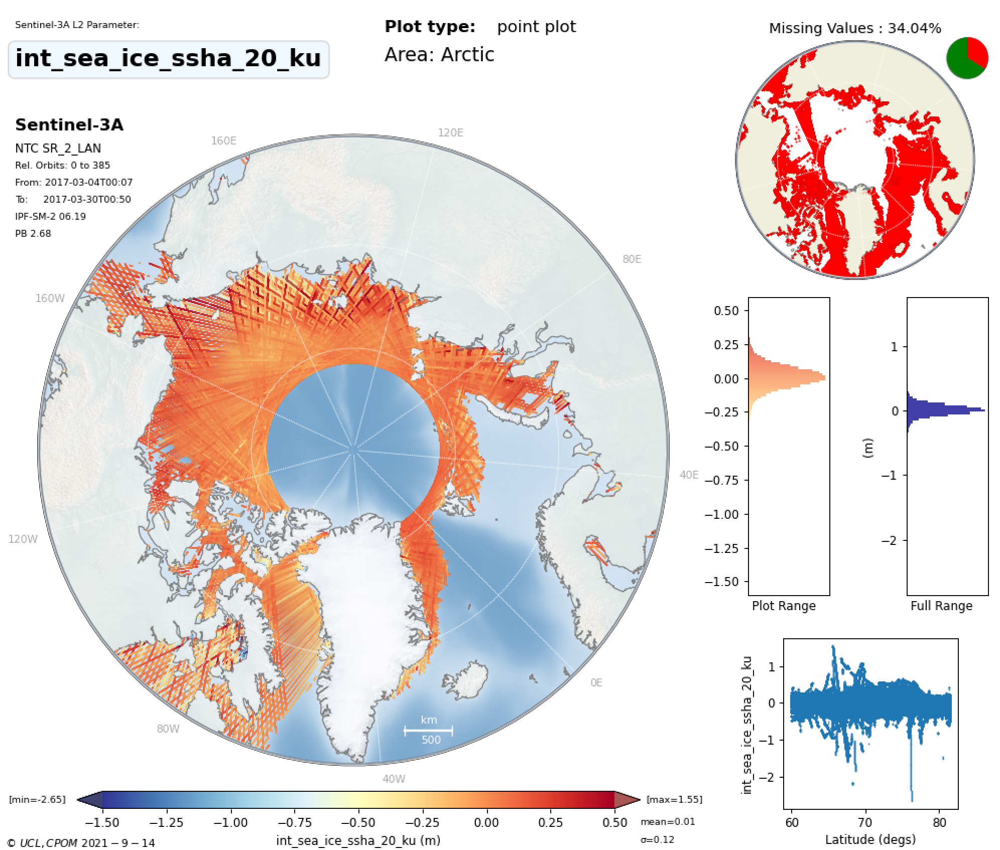 Sentinel-3A L2 Parameter:
int_sea_ice_ssha_20_ku
Plot type: point plot
Area: Arctic
Missing Values : 34.04%
Sentinel-3A
NTC SR_2_LAN
Rel. Orbits: 0 to 385
From: 2017-03-04T00:07
To: 2017-03-30T00:50
IPF-SM-2 06.19
PB 2.68
160E
120E
80E
160W
40E
120W
0E
80W
40W
km
500
0.50
0.25
0.00
−0.25
−0.50
−0.75
−1.00
−1.25
−1.50
Plot Range
(m)
1
0
−1
−2
Full Range
int_sea_ice_ssha_20_ku
1
0
−1
−2
60
70
80
Latitude (degs)
[min=-2.65]
[max=1.55]
−1.50
−1.25
−1.00
−0.75
−0.50
−0.25
0.00
0.25
0.50
mean=0.01
σ=0.12
int_sea_ice_ssha_20_ku (m)
© UCL, CPOM 2021 − 9 − 14